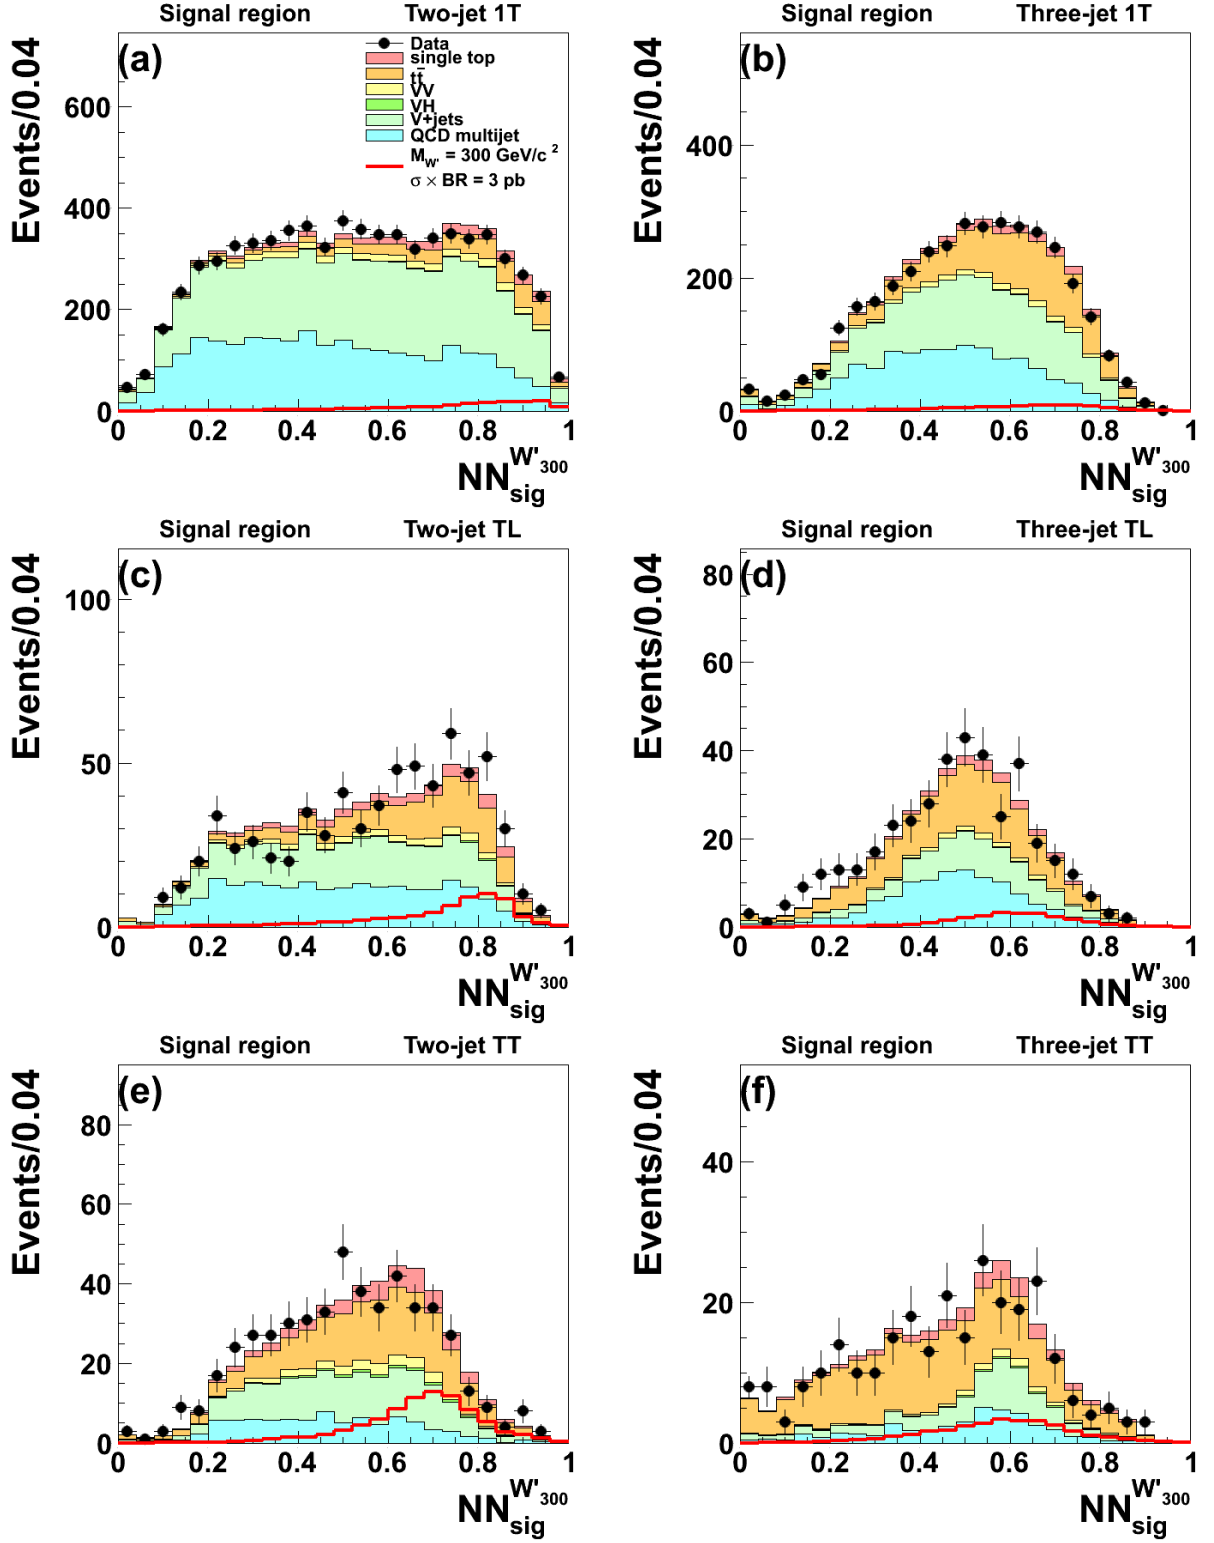 Signal region Two-jet 1T
(a)
Events/0.04
Data
single top
tt̄
VV
VH
V+jets
QCD multijet
M_W' = 300 GeV/c ²
σ × BR = 3 pb
600
400
200
0
0 0.2 0.4 0.6 0.8 1
NN_sig^W'300
Signal region Three-jet 1T
(b)
Events/0.04
400
200
0
0 0.2 0.4 0.6 0.8 1
NN_sig^W'300
Signal region Two-jet TL
(c)
Events/0.04
100
50
0
0 0.2 0.4 0.6 0.8 1
NN_sig^W'300
Signal region Three-jet TL
(d)
Events/0.04
80
60
40
20
0
0 0.2 0.4 0.6 0.8 1
NN_sig^W'300
Signal region Two-jet TT
(e)
Events/0.04
80
60
40
20
0
0 0.2 0.4 0.6 0.8 1
NN_sig^W'300
Signal region Three-jet TT
(f)
Events/0.04
40
20
0
0 0.2 0.4 0.6 0.8 1
NN_sig^W'300